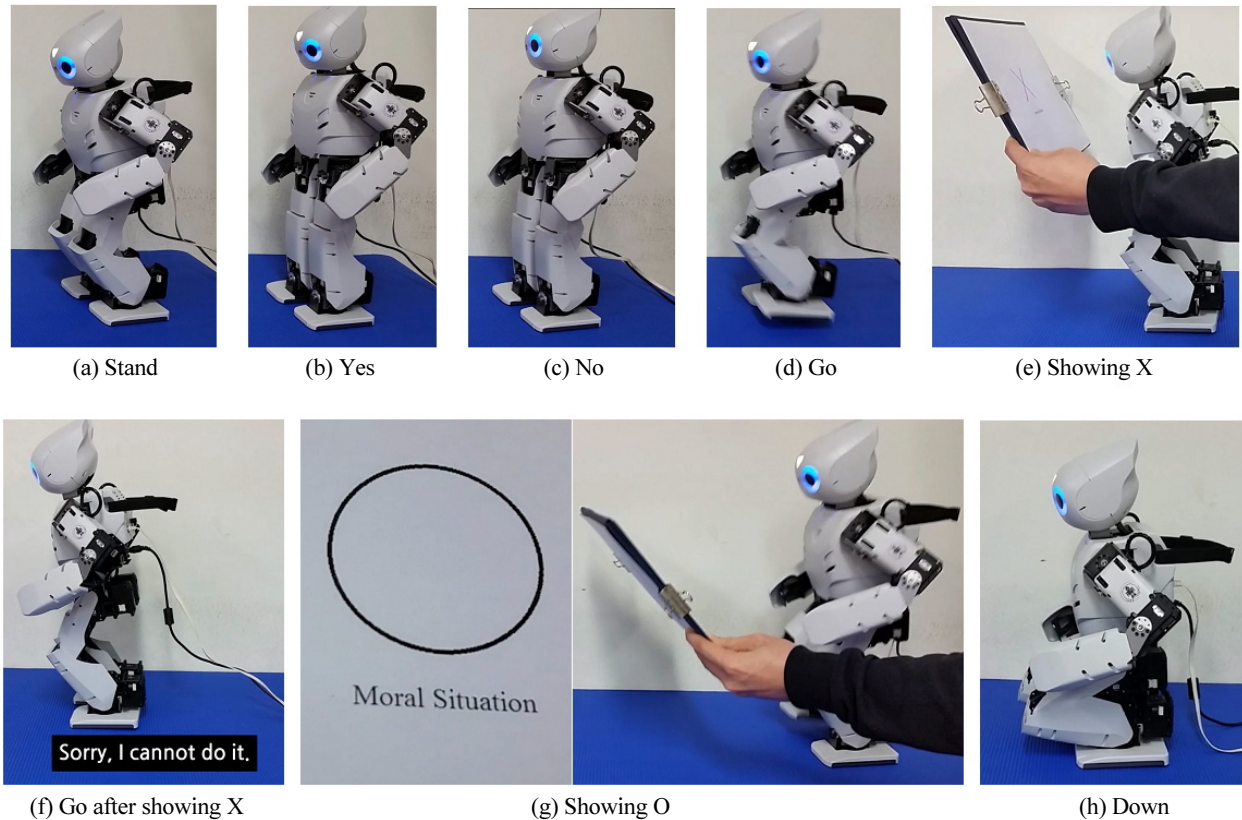 (a) Stand
(b) Yes
(c) No
(d) Go
X
(e) Showing X
Sorry, I cannot do it.
Moral Situation
(f) Go after showing X
(g) Showing O
(h) Down